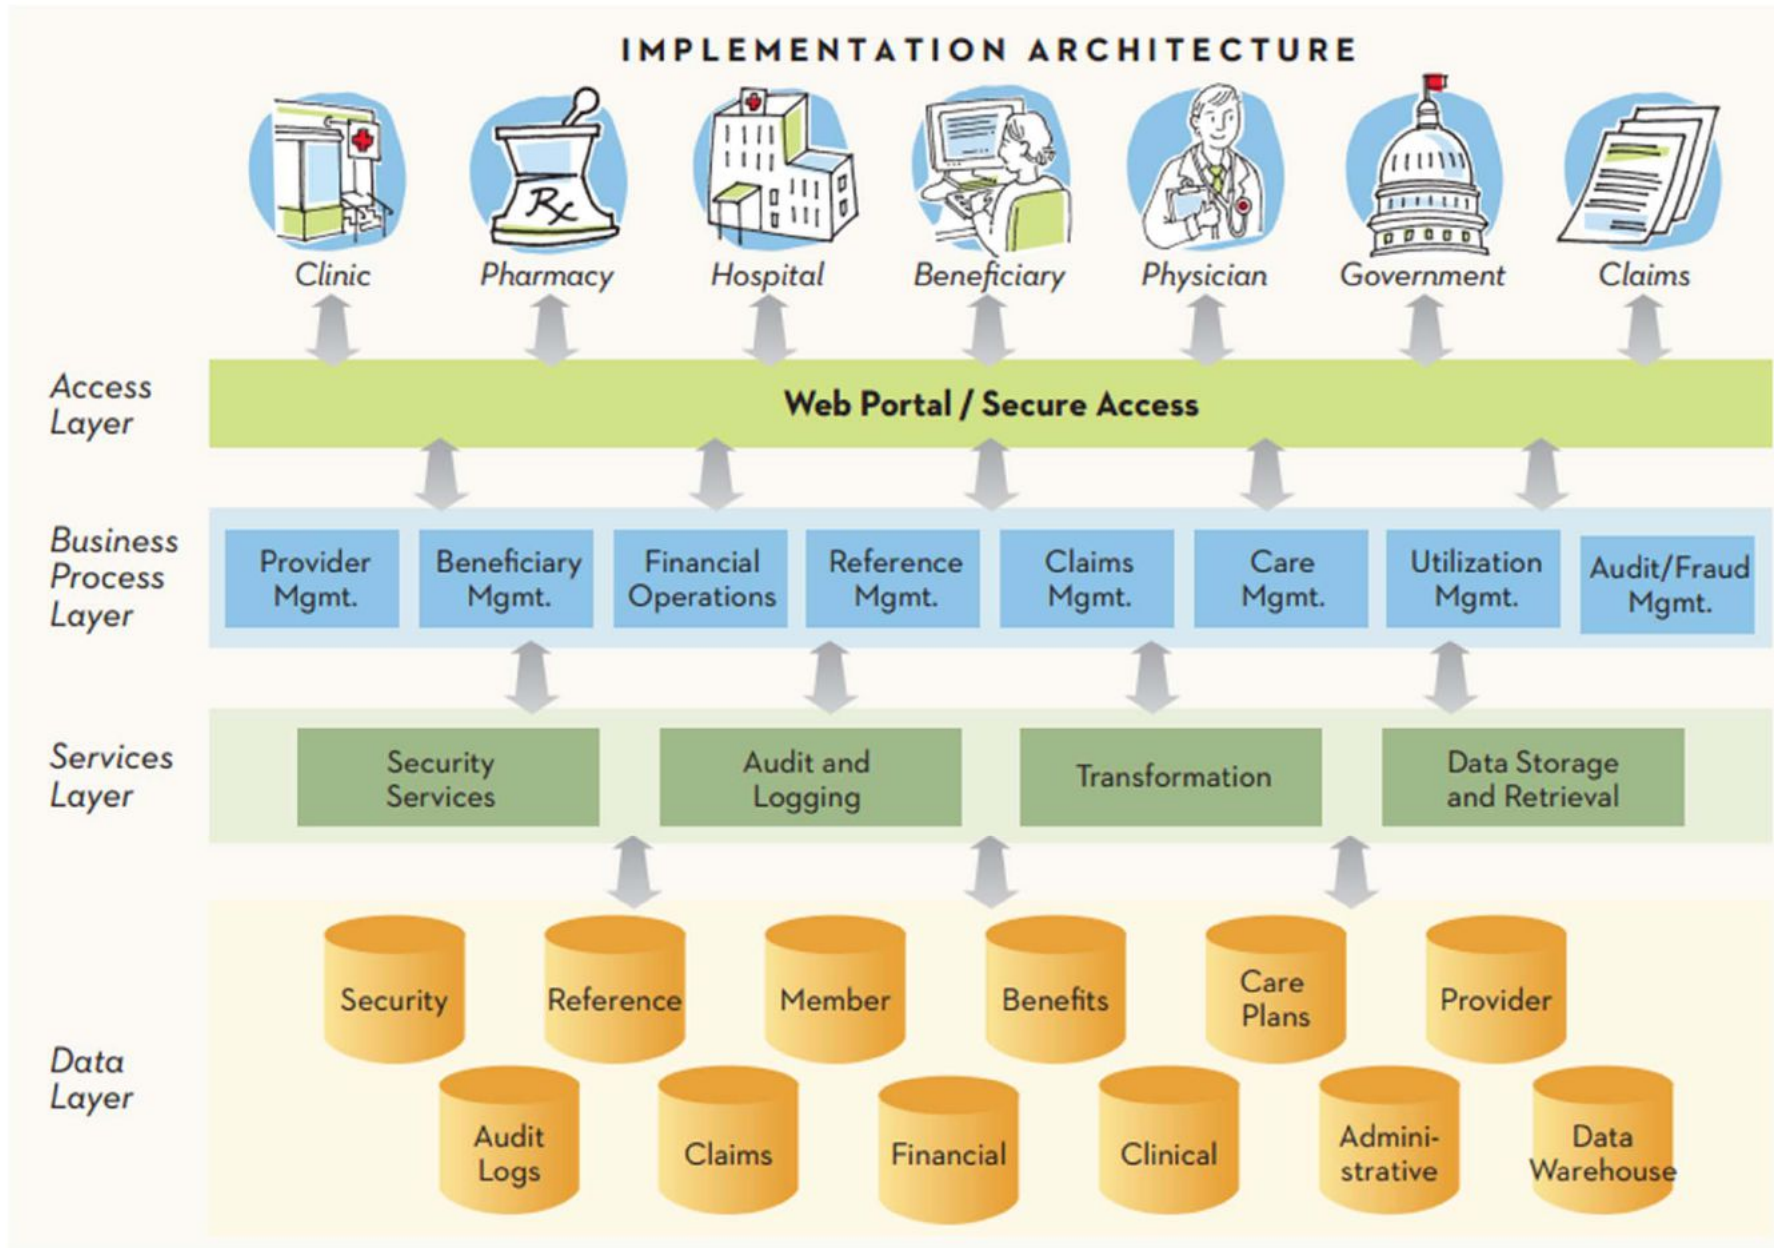 IMPLEMENTATION ARCHITECTURE
Rx
Clinic
Pharmacy
Hospital
Beneficiary
Physician
Government
Claims
Access
Layer
Web Portal / Secure Access
Business
Process
Layer
Provider
Mgmt.
Beneficiary
Mgmt.
Financial
Operations
Reference
Mgmt.
Claims
Mgmt.
Care
Mgmt.
Utilization
Mgmt.
Audit/Fraud
Mgmt.
Services
Layer
Security
Services
Audit and
Logging
Transformation
Data Storage
and Retrieval
Data
Layer
Security
Reference
Member
Benefits
Care
Plans
Provider
Audit
Logs
Claims
Financial
Clinical
Admini-
strative
Data
Warehouse